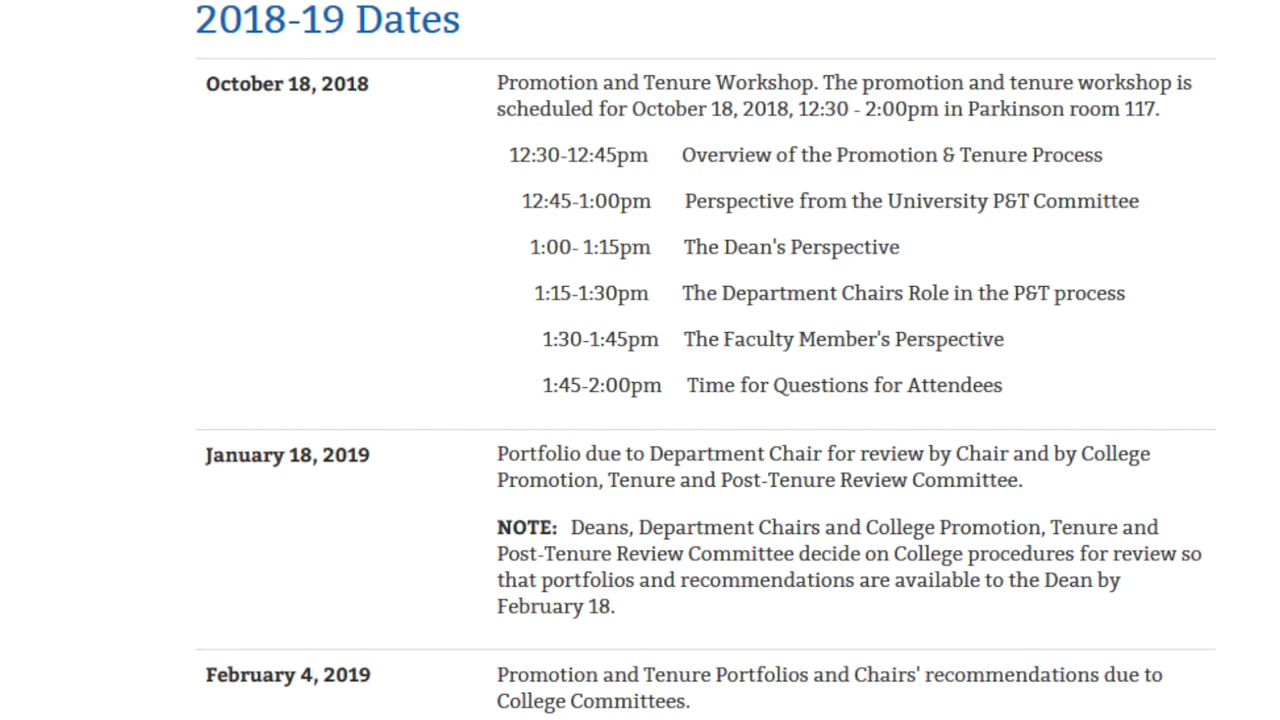 2018-19 Dates
October 18, 2018
Promotion and Tenure Workshop. The promotion and tenure workshop is
scheduled for October 18, 2018, 12:30 - 2:00pm in Parkinson room 117.
12:30-12:45pm Overview of the Promotion & Tenure Process
12:45-1:00pm Perspective from the University P&T Committee
1:00- 1:15pm The Dean's Perspective
1:15-1:30pm The Department Chairs Role in the P&T process
1:30-1:45pm The Faculty Member's Perspective
1:45-2:00pm Time for Questions for Attendees
January 18, 2019
Portfolio due to Department Chair for review by Chair and by College
Promotion, Tenure and Post-Tenure Review Committee.
NOTE: Deans, Department Chairs and College Promotion, Tenure and
Post-Tenure Review Committee decide on College procedures for review so
that portfolios and recommendations are available to the Dean by
February 18.
February 4, 2019
Promotion and Tenure Portfolios and Chairs' recommendations due to
College Committees.